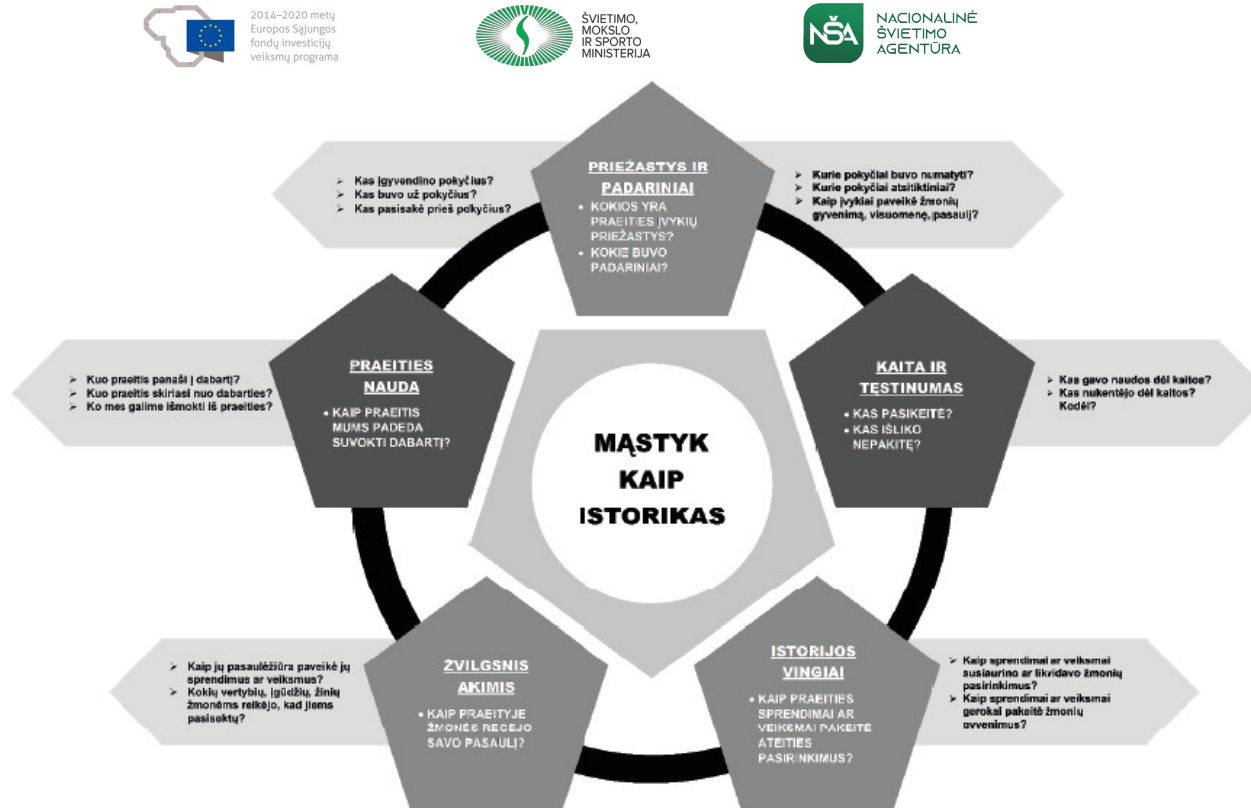 2014–2020 metų
Europos Sąjungos
fondų investicijų
veiksmų programa
ŠVIETIMO,
MOKSLO
IR SPORTO
MINISTERIJA
NŠA
NACIONALINĖ
ŠVIETIMO
AGENTŪRA
➢ Kas įgyvendino pokyčius?
➢ Kas buvo už pokyčius?
➢ Kas pasisakė prieš pokyčius?
PRIEŽASTYS IR
PADARINIAI
• KOKIOS YRA
PRAEITIES ĮVYKIŲ
PRIEŽASTYS?
• KOKIE BUVO
PADARINIAI?
➢ Kurie pokyčiai buvo numatyti?
➢ Kurie pokyčiai atsitiktiniai?
➢ Kaip įvykiai paveikė žmonių
gyvenimą, visuomenę, pasaulį?
➢ Kuo praeitis panaši į dabartį?
➢ Kuo praeitis skiriasi nuo dabarties?
➢ Ko mes galime išmokti iš praeities?
PRAEITIES
NAUDA
• KAIP PRAEITIS
MUMS PADEDA
SUVOKTI DABARTĮ?
KAITA IR
TĘSTINUMAS
• KAS PASIKEITĖ?
• KAS IŠLIKO
NEPAKITĘ?
➢ Kas gavo naudos dėl kaitos?
➢ Kas nukentėjo dėl kaitos?
Kodėl?
MĄSTYK
KAIP
ISTORIKAS
➢ Kaip jų pasaulėžiūra paveikė jų
sprendimus ar veiksmus?
➢ Kokių vertybių, įgūdžių, žinių
žmonėms reikėjo, kad jiems
pasisektų?
ŽVILGSNIS
AKIMIS
• KAIP PRAEITYJE
ŽMONĖS REGĖJO
SAVO PASAULĮ?
ISTORIJOS
VINGIAI
• KAIP PRAEITIES
SPRENDIMAI AR
VEIKSMAI PAKEITĖ
ATEITIES
PASIRINKIMUS?
➢ Kaip sprendimai ar veiksmai
susiaurino ar likvidavo žmonių
pasirinkimus?
➢ Kaip sprendimai ar veiksmai
gerokai pakeitė žmonių
gyvenimus?